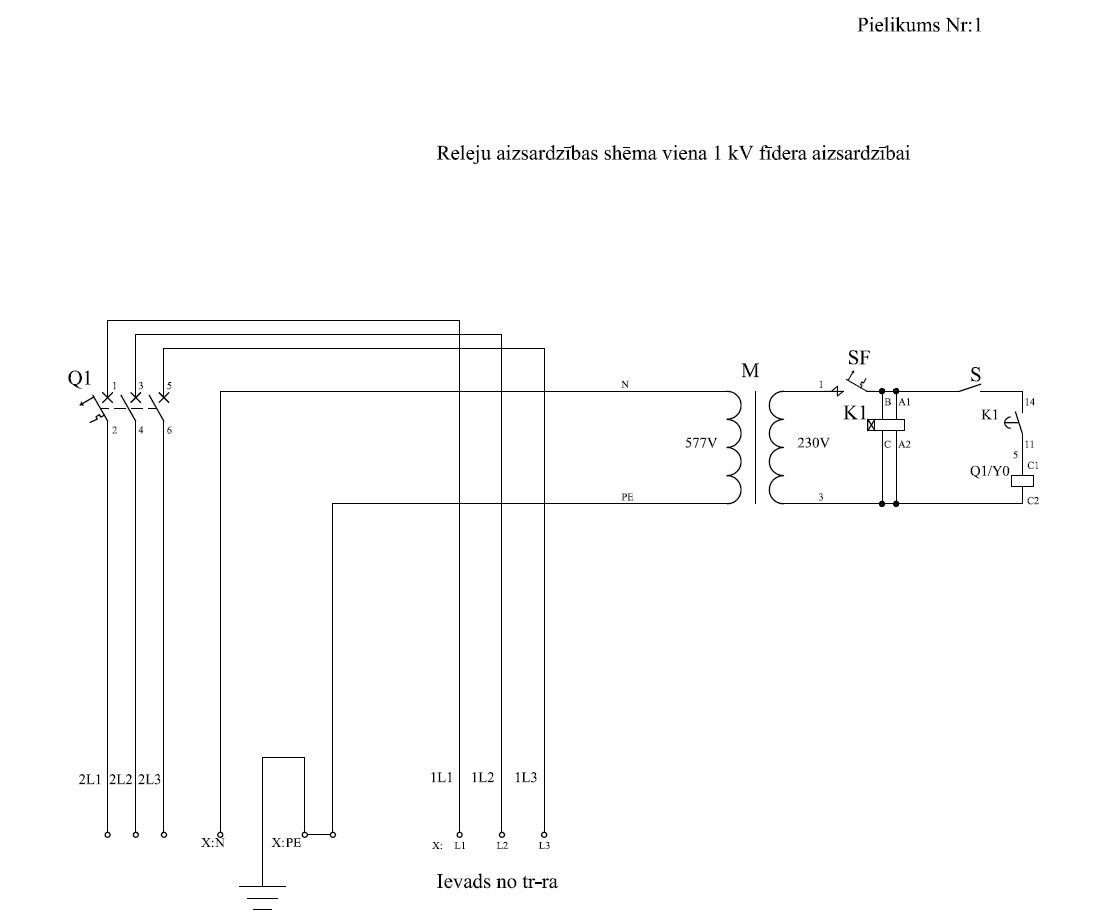 Pielikums Nr:1
Releju aizsardzības shēma viena 1 kV fīdera aizsardzībai
Q1 1 3 5
2 4 6
N
PE
M
577V 230V
1
3
SF
K1
B A1
C A2
S
14
K1
11
5
Q1/Y0 C1
C2
2L1 2L2 2L3
1L1 1L2 1L3
X:N X:PE X: L1 L2 L3
Ievads no tr-ra